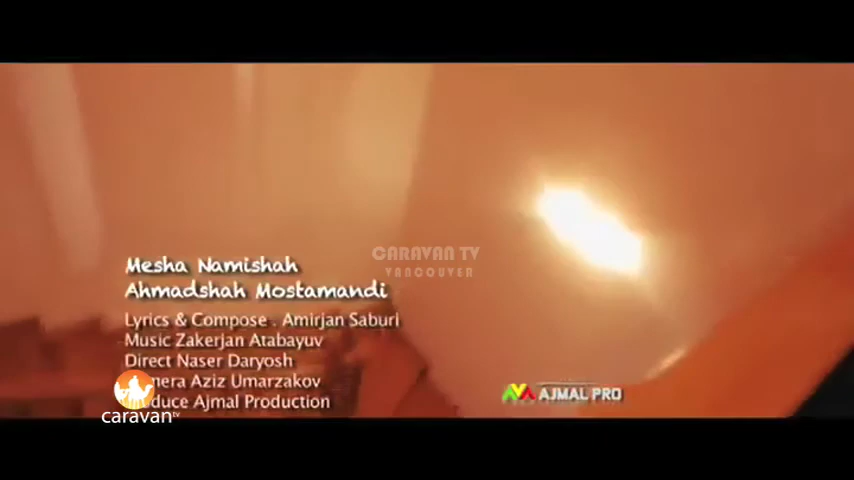 CARAVAN TV
VANCOUVER
Mesha Namishah
Ahmadshah Mostamandi
Lyrics & Compose . Amirjan Saburi
Music Zakerjan Atabayuv
Direct Naser Daryosh
Aziz Umarzakov
Ajmal Production
caravan tv
AJMAL PRO